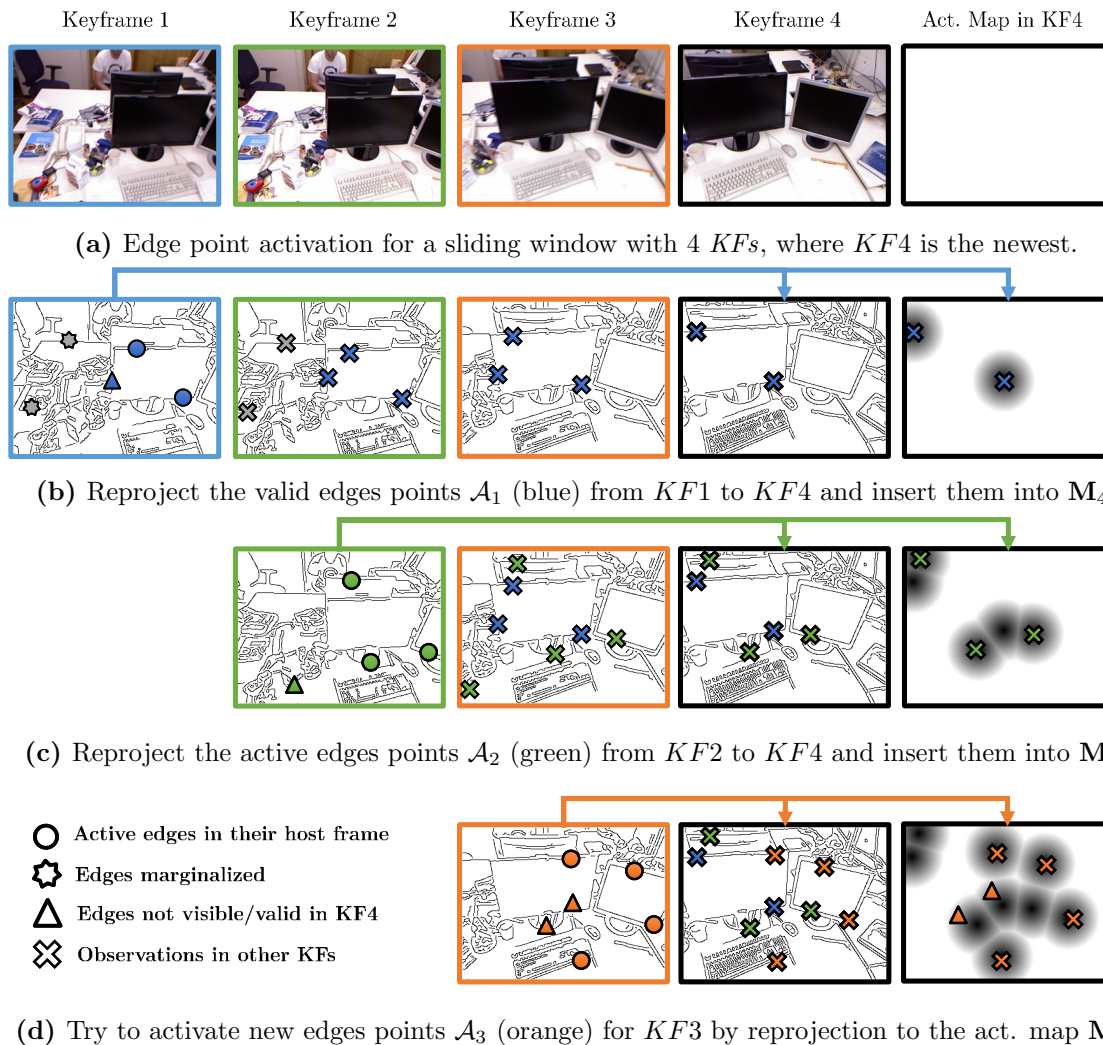 Keyframe 1 Keyframe 2 Keyframe 3 Keyframe 4 Act. Map in KF4
(a) Edge point activation for a sliding window with 4 KFs, where KF4 is the newest.
(b) Reproject the valid edges points 𝒜₁ (blue) from KF1 to KF4 and insert them into M₄
(c) Reproject the active edges points 𝒜₂ (green) from KF2 to KF4 and insert them into M
Active edges in their host frame
Edges marginalized
Edges not visible/valid in KF4
Observations in other KFs
(d) Try to activate new edges points 𝒜₃ (orange) for KF3 by reprojection to the act. map M